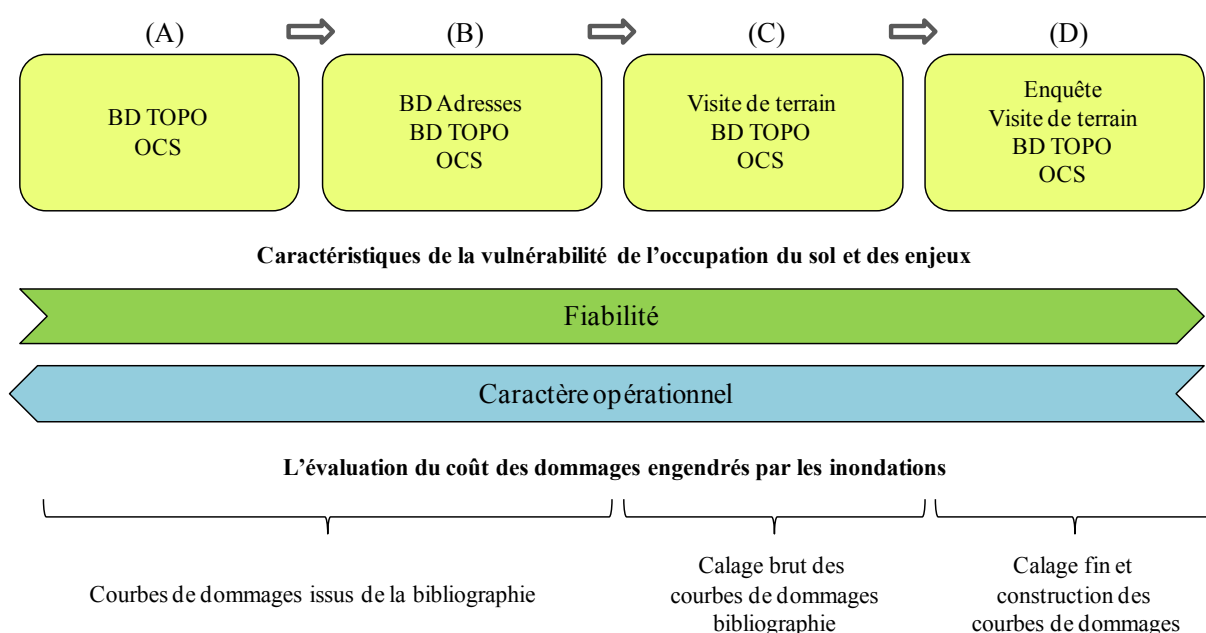 (A)
(B)
(C)
(D)
BD TOPO
OCS
BD Adresses
BD TOPO
OCS
Visite de terrain
BD TOPO
OCS
Enquête
Visite de terrain
BD TOPO
OCS
Caractéristiques de la vulnérabilité de l'occupation du sol et des enjeux
Fiabilité
Caractère opérationnel
L'évaluation du coût des dommages engendrés par les inondations
Courbes de dommages issus de la bibliographie
Calage brut des
courbes de dommages
bibliographie
Calage fin et
construction des
courbes de dommages